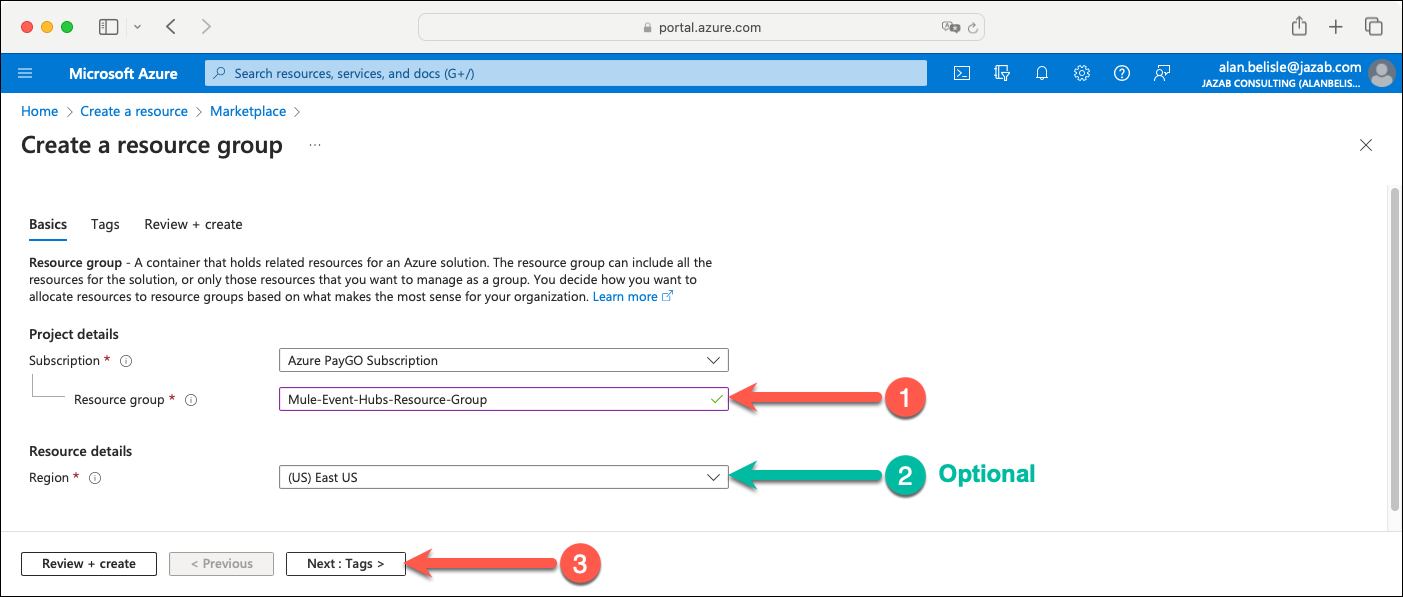 portal.azure.com
Microsoft Azure
Search resources, services, and docs (G+/)
alan.belisle@jazab.com
JAZAB CONSULTING (ALANBELIS...
Home > Create a resource > Marketplace >
Create a resource group ...
Basics Tags Review + create
Resource group - A container that holds related resources for an Azure solution. The resource group can include all the
resources for the solution, or only those resources that you want to manage as a group. You decide how you want to
allocate resources to resource groups based on what makes the most sense for your organization. Learn more
Project details
Subscription * Azure PayGO Subscription
Resource group * Mule-Event-Hubs-Resource-Group 1
Resource details
Region * (US) East US 2 Optional
Review + create < Previous Next : Tags > 3